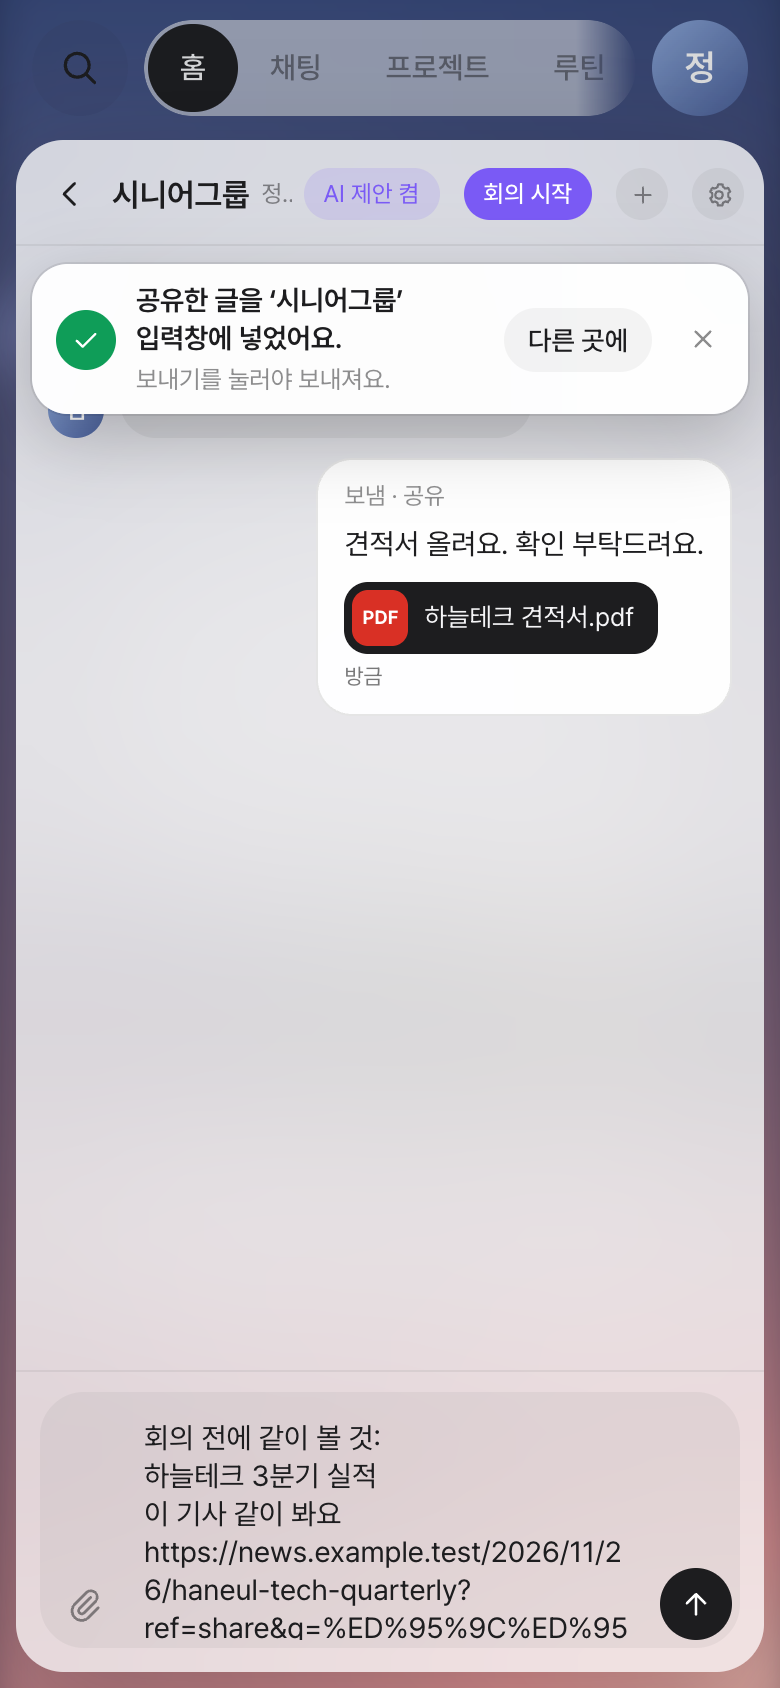 홈 채팅 프로젝트 루틴 정
시니어그룹 정.. AI 제안 켬 회의 시작
공유한 글을 ‘시니어그룹’
입력창에 넣었어요.
보내기를 눌러야 보내져요.
다른 곳에
보냄 · 공유
견적서 올려요. 확인 부탁드려요.
PDF 하늘테크 견적서.pdf
방금
회의 전에 같이 볼 것:
하늘테크 3분기 실적
이 기사 같이 봐요
https://news.example.test/2026/11/2
6/haneul-tech-quarterly?
ref=share&q=%ED%95%9C%ED%95